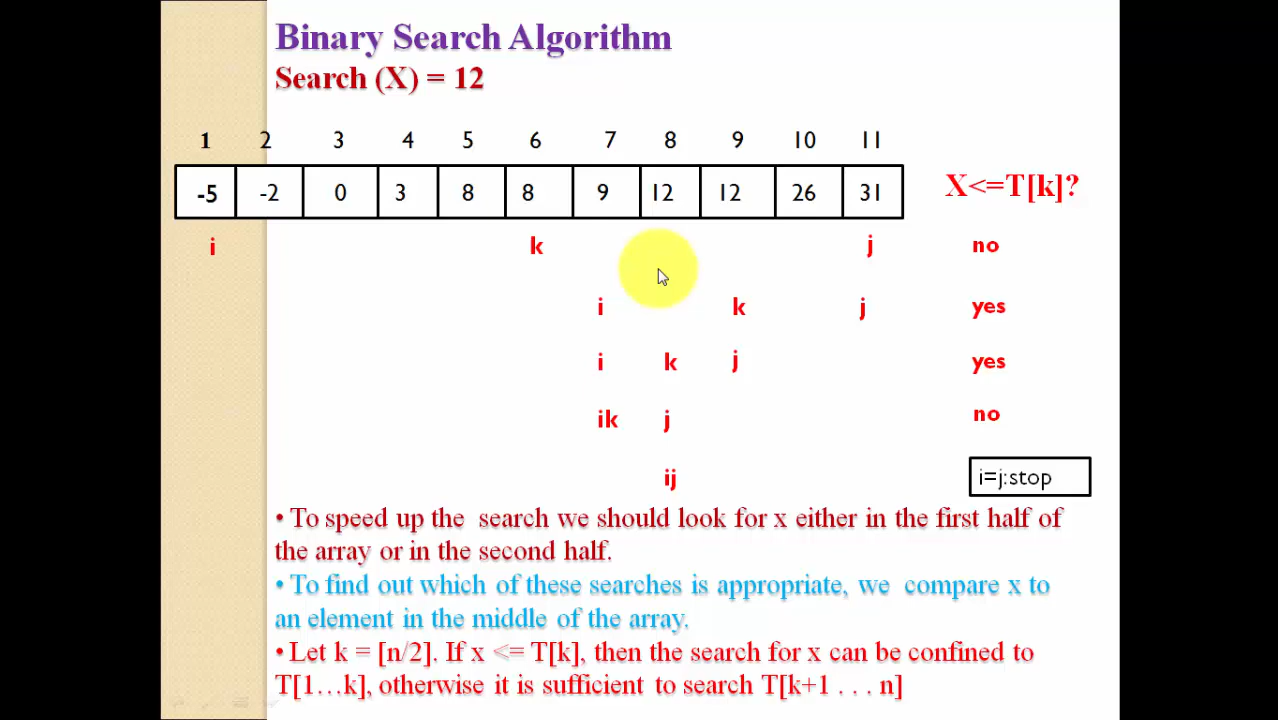 Binary Search Algorithm
Search (X) = 12
1 2 3 4 5 6 7 8 9 10 11
-5 -2 0 3 8 8 9 12 12 26 31 X<=T[k]?
i k j no
i k j yes
i k j yes
ik j no
ij i=j:stop
• To speed up the search we should look for x either in the first half of
the array or in the second half.
• To find out which of these searches is appropriate, we compare x to
an element in the middle of the array.
• Let k = [n/2]. If x <= T[k], then the search for x can be confined to
T[1…k], otherwise it is sufficient to search T[k+1 . . . n]